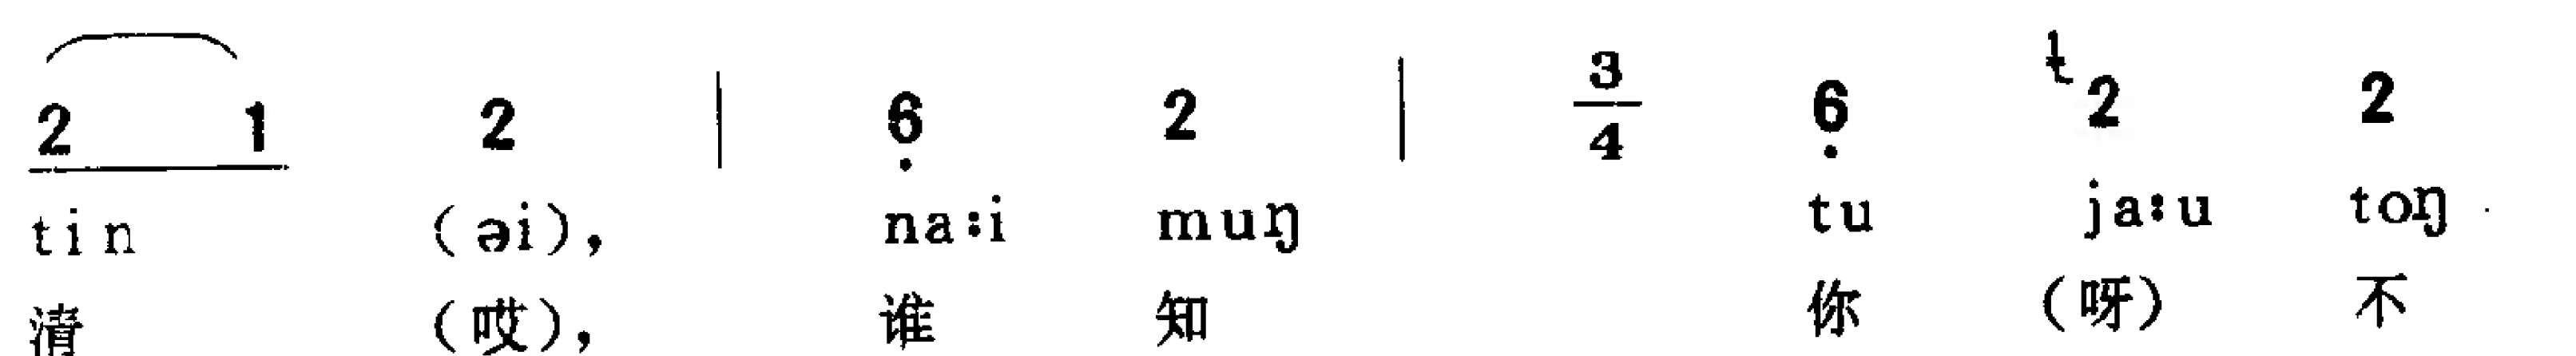 2 1 2 | 6̣ 2 | 3/4 6̣ 2 2
tin (əi), na:i muŋ tu ja:u toŋ
清 (哎), 谁 知 你 (呀) 不